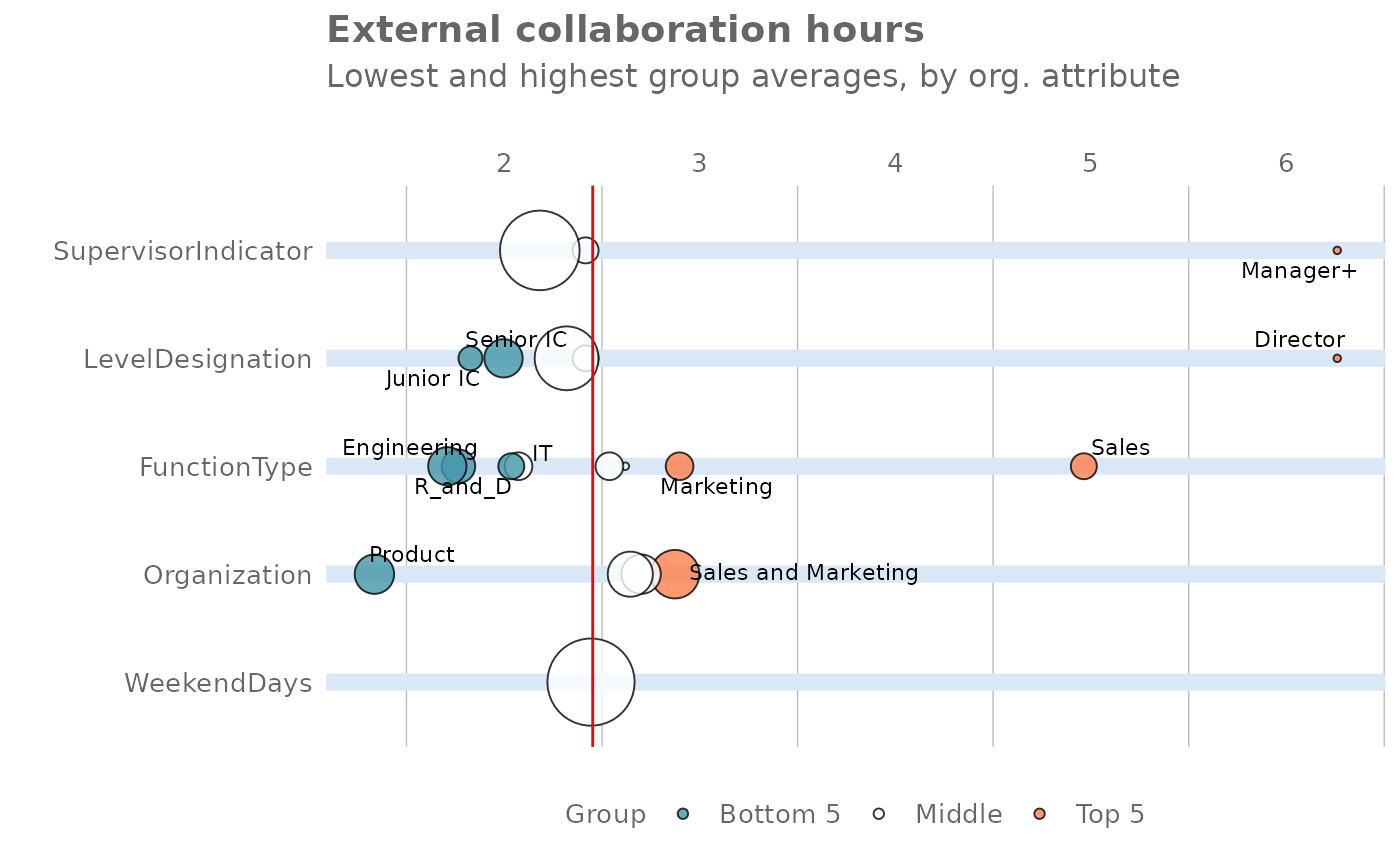 External collaboration hours
Lowest and highest group averages, by org. attribute
2 3 4 5 6
SupervisorIndicator
Manager+
LevelDesignation
Senior IC
Junior IC
Director
FunctionType
Engineering
R_and_D
IT
Marketing
Sales
Organization
Product
Sales and Marketing
WeekendDays
Group Bottom 5 Middle Top 5